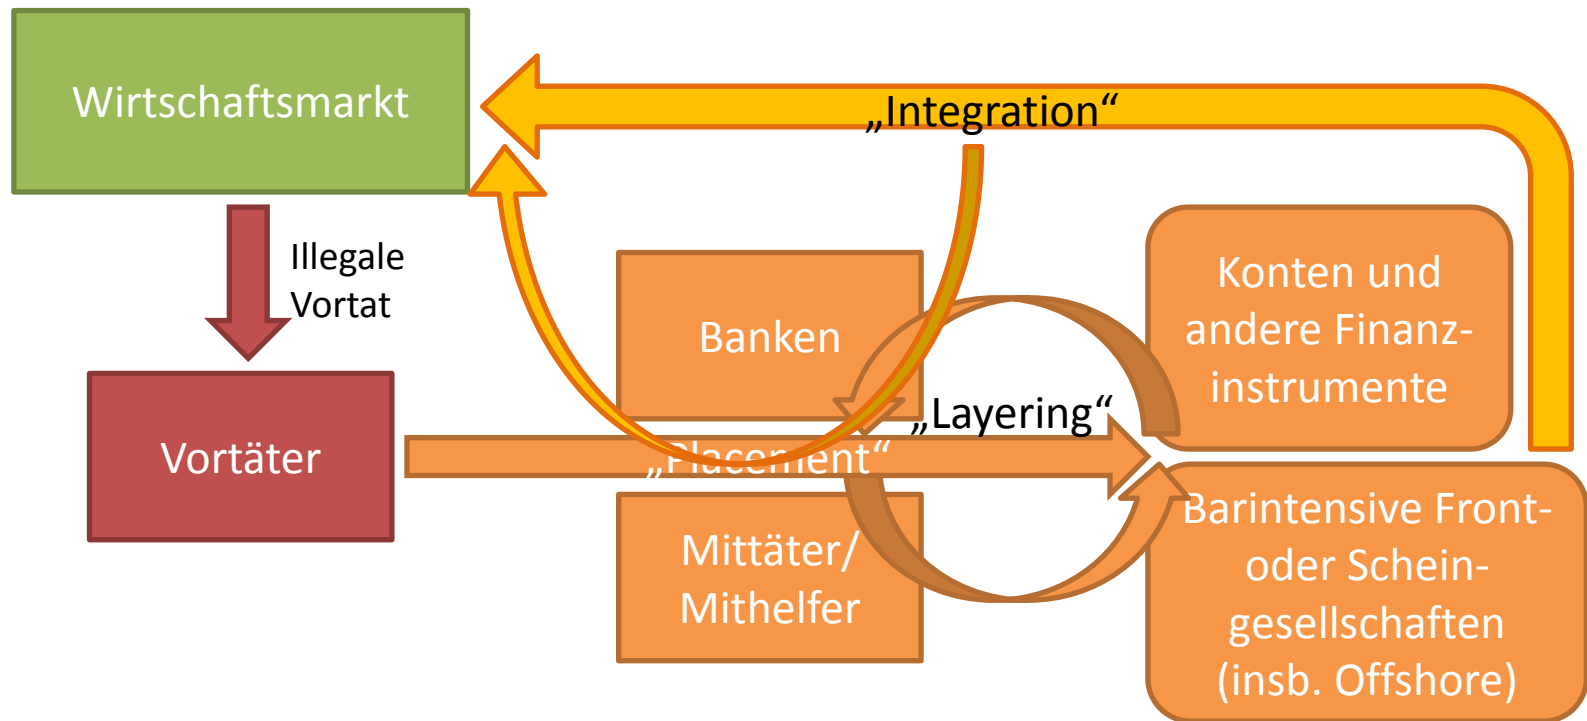 Wirtschaftsmarkt
„Integration“
Illegale
Vortat
Vortäter
Banken
„Placement“
„Layering“
Mittäter/
Mithelfer
Konten und
andere Finanz-
instrumente
Barintensive Front-
oder Schein-
gesellschaften
(insb. Offshore)